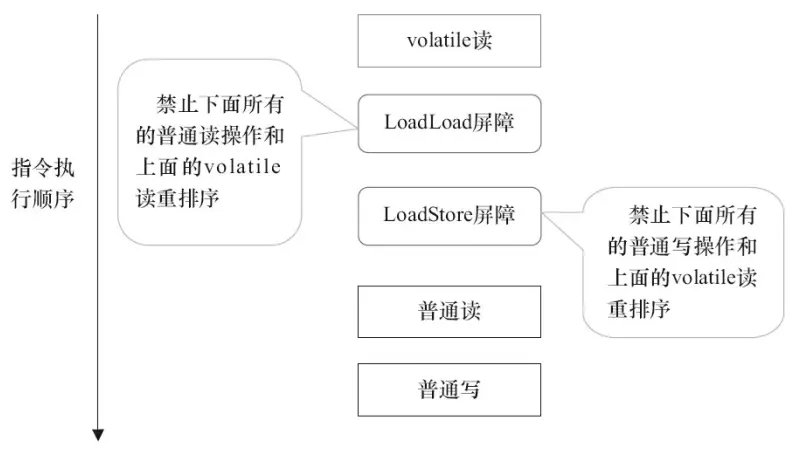 volatile读
禁止下面所有
的普通读操作和
上面的volatile
读重排序
LoadLoad屏障
指令执
行顺序
LoadStore屏障
禁止下面所有
的普通写操作和
上面的volatile读
重排序
普通读
普通写